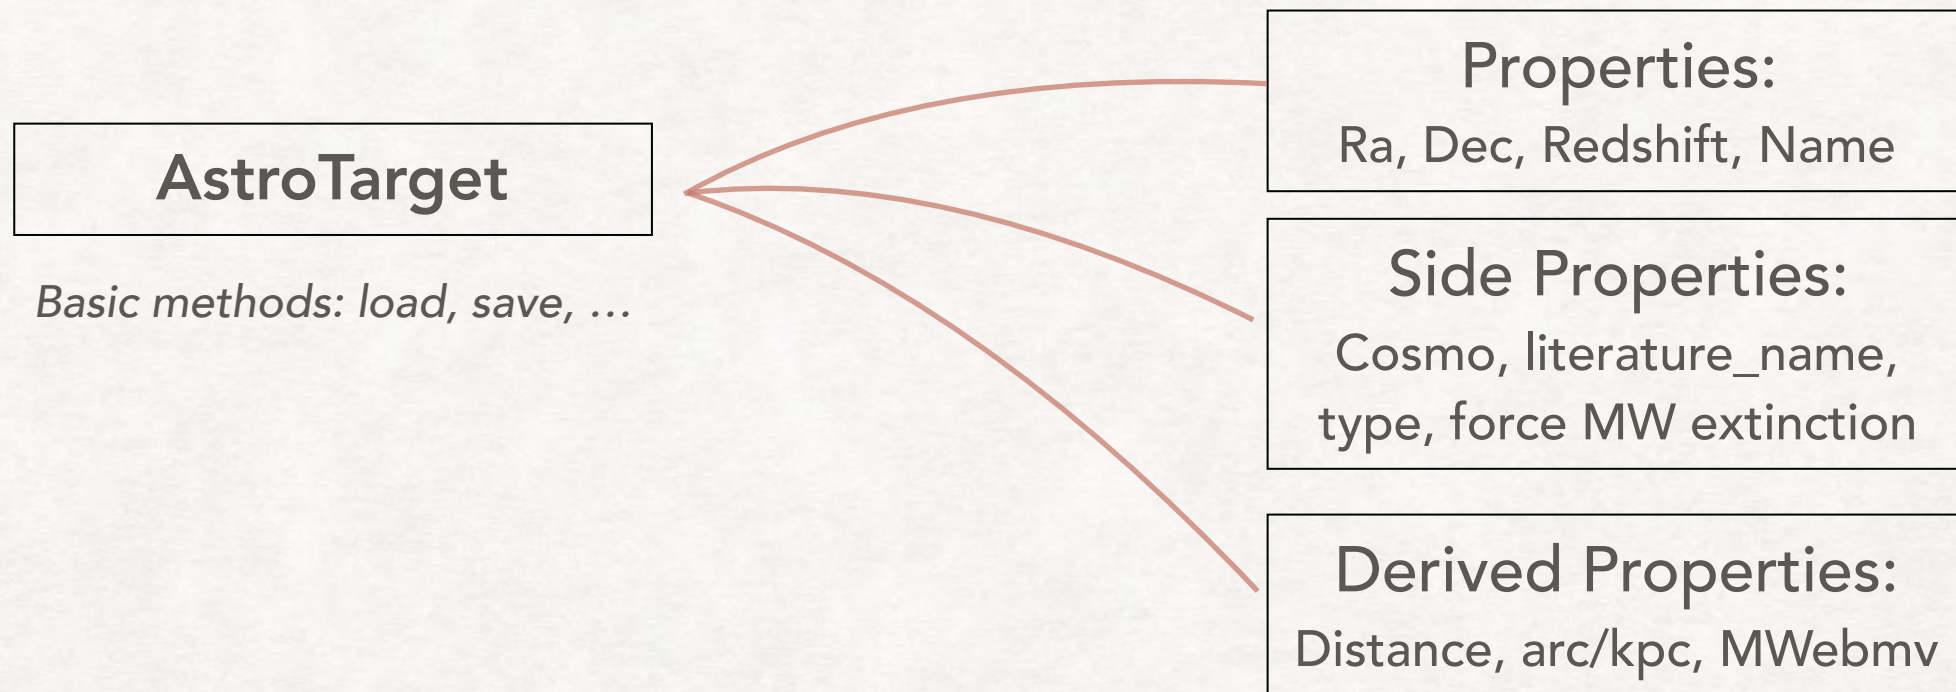 AstroTarget
Basic methods: load, save, …
Properties:
Ra, Dec, Redshift, Name
Side Properties:
Cosmo, literature_name,
type, force MW extinction
Derived Properties:
Distance, arc/kpc, MWebmv